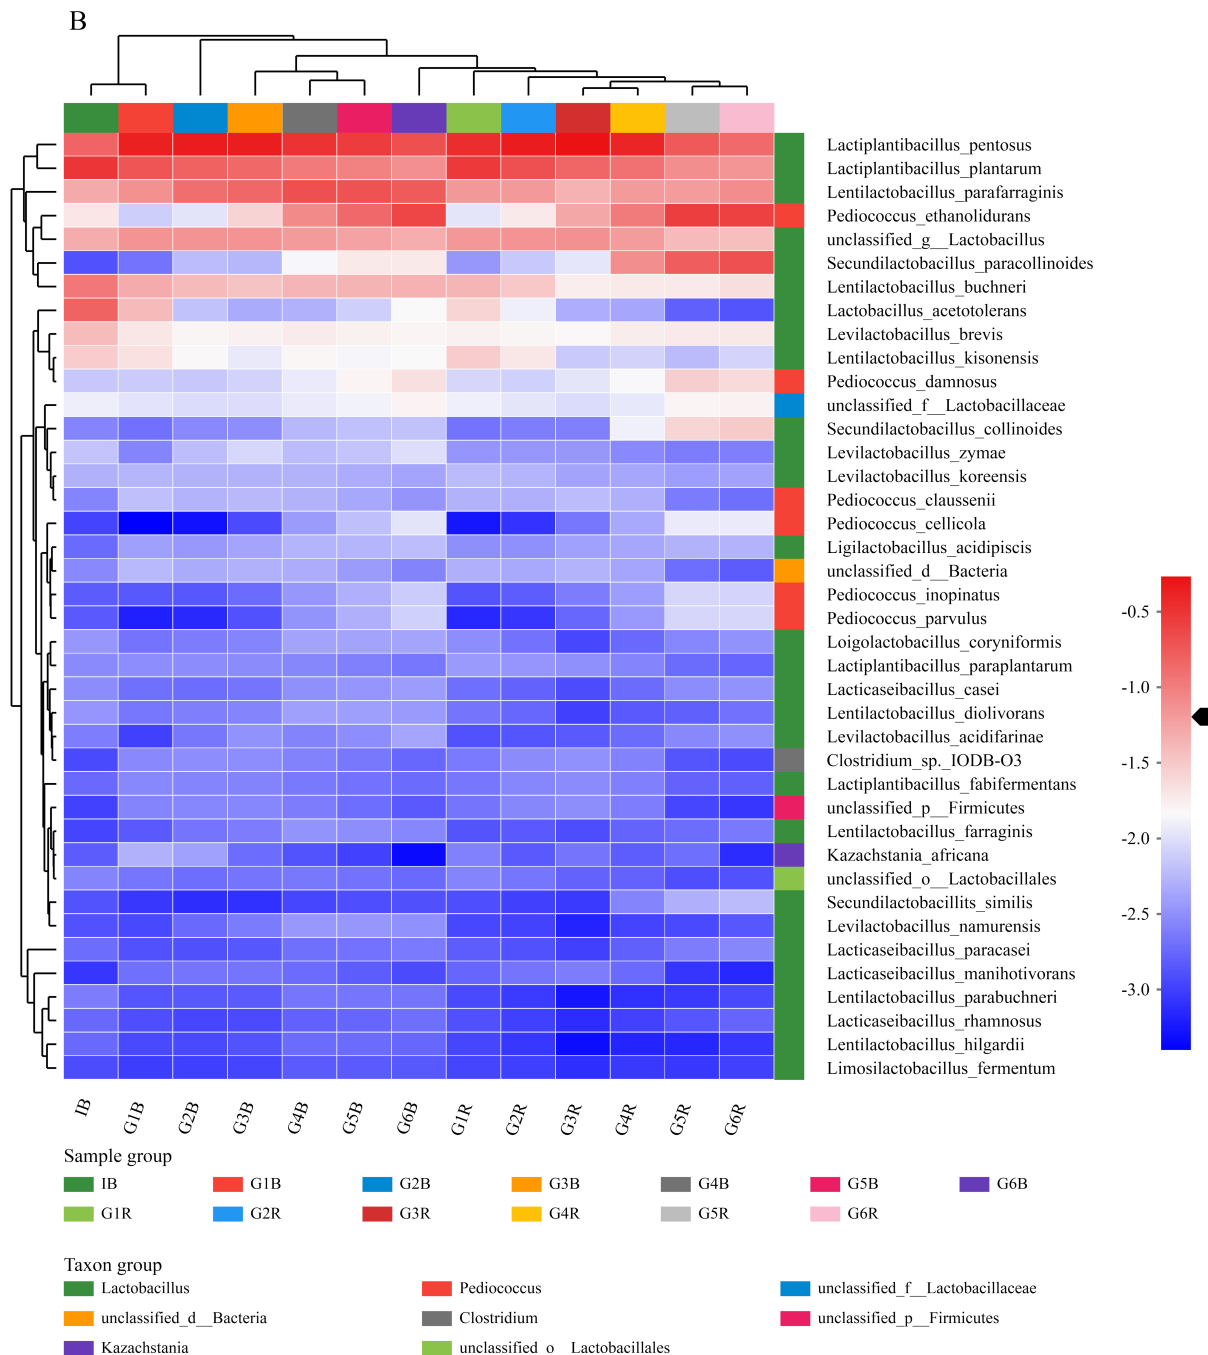 B
Lactiplantibacillus_pentosus
Lactiplantibacillus_plantarum
Lentilactobacillus_parafarraginis
Pediococcus_ethanolidurans
unclassified_g__Lactobacillus
Secundilactobacillus_paracollinoides
Lentilactobacillus_buchneri
Lactobacillus_acetotolerans
Levilactobacillus_brevis
Lentilactobacillus_kisonensis
Pediococcus_damnosus
unclassified_f__Lactobacillaceae
Secundilactobacillus_collinoides
Levilactobacillus_zymae
Levilactobacillus_koreensis
Pediococcus_claussenii
Pediococcus_cellicola
Ligilactobacillus_acidipiscis
unclassified_d__Bacteria
Pediococcus_inopinatus
Pediococcus_parvulus
Loigolactobacillus_coryniformis
Lactiplantibacillus_paraplantarum
Lacticaseibacillus_casei
Lentilactobacillus_diolivorans
Levilactobacillus_acidifarinae
Clostridium_sp._IODB-O3
Lactiplantibacillus_fabifermentans
unclassified_p__Firmicutes
Lentilactobacillus_farraginis
Kazachstania_africana
unclassified_o__Lactobacillales
Secundilactobacillits_similis
Levilactobacillus_namurensis
Lacticaseibacillus_paracasei
Lacticaseibacillus_manihotivorans
Lentilactobacillus_parabuchneri
Lacticaseibacillus_rhamnosus
Lentilactobacillus_hilgardii
Limosilactobacillus_fermentum
-0.5
-1.0
-1.5
-2.0
-2.5
-3.0
IB G1B G2B G3B G4B G5B G6B G1R G2R G3R G4R G5R G6R
Sample group
IB G1B G2B G3B G4B G5B G6B
G1R G2R G3R G4R G5R G6R
Taxon group
Lactobacillus Pediococcus unclassified_f__Lactobacillaceae
unclassified_d__Bacteria Clostridium unclassified_p__Firmicutes
Kazachstania unclassified_o__Lactobacillales